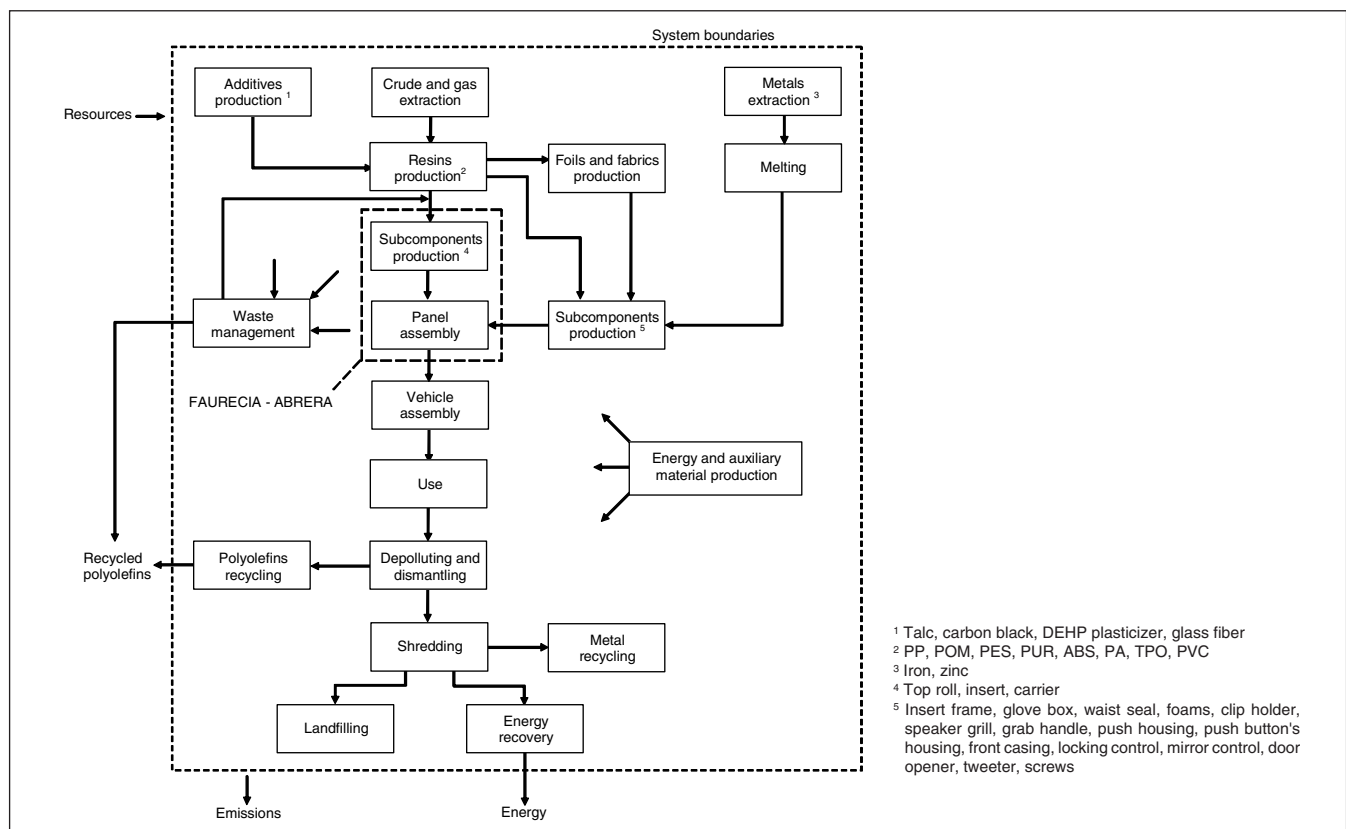 System boundaries
Additives
production 1
Crude and gas
extraction
Metals
extraction 3
Resources
Resins
production2
Foils and fabrics
production
Melting
Subcomponents
production 4
Waste
management
Panel
assembly
Subcomponents
production 5
FAURECIA - ABRERA
Vehicle
assembly
Energy and auxiliary
material production
Use
Recycled
polyolefins
Polyolefins
recycling
Depolluting and
dismantling
Shredding
Metal
recycling
Landfilling
Energy
recovery
Emissions
Energy
1 Talc, carbon black, DEHP plasticizer, glass fiber
2 PP, POM, PES, PUR, ABS, PA, TPO, PVC
3 Iron, zinc
4 Top roll, insert, carrier
5 Insert frame, glove box, waist seal, foams, clip holder,
speaker grill, grab handle, push housing, push button's
housing, front casing, locking control, mirror control, door
opener, tweeter, screws